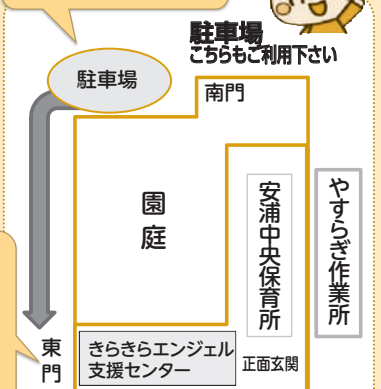 駐車場
こちらもご利用下さい
駐車場
南門
園庭
安浦中央保育所
やすらぎ作業所
東門
きらきらエンジェル
支援センター
正面玄関